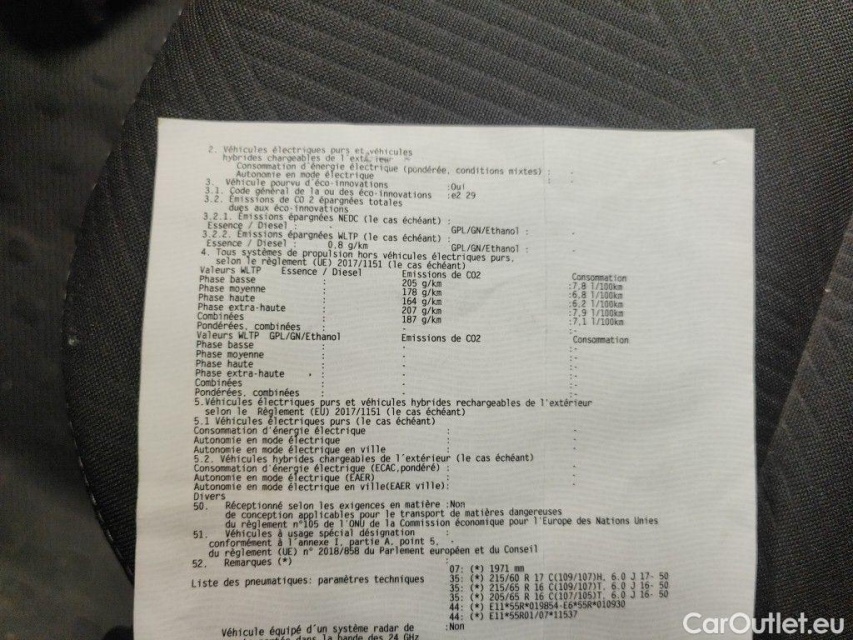 2. Véhicules électriques purs et véhicules
hybrides chargeables de l'extérieur
Consommation d'énergie électrique (pondérée, conditions mixtes) :
Autonomie en mode électrique :
3. Véhicule pourvu d'éco-innovations :Oui
3.1. Code général de la ou des éco-innovations :e2 29
3.2. Émissions de CO 2 épargnées totales
dues aux éco-innovations
3.2.1. Émissions épargnées NEDC (le cas échéant) :
Essence / Diesel : - GPL/GN/Ethanol : -
3.2.2. Émissions épargnées WLTP (le cas échéant) :
Essence / Diesel : 0,8 g/km GPL/GN/Ethanol : -
4. Tous systèmes de propulsion hors véhicules électriques purs,
selon le règlement (UE) 2017/1151 (le cas échéant)
Valeurs WLTP Essence / Diesel Emissions de CO2 Consommation
Phase basse : 205 g/km :7,8 l/100km
Phase moyenne : 178 g/km :6,8 l/100km
Phase haute : 164 g/km :6,2 l/100km
Phase extra-haute : 207 g/km :7,9 l/100km
Combinées : 187 g/km :7,1 l/100km
Pondérées, combinées : - :-
Valeurs WLTP GPL/GN/Ethanol Emissions de CO2 Consommation
Phase basse : - :-
Phase moyenne : - :-
Phase haute : - :-
Phase extra-haute : - :-
Combinées : - :-
Pondérées, combinées : - :-
5.Véhicules électriques purs et véhicules hybrides rechargeables de l'extérieur
selon le Règlement (EU) 2017/1151 (le cas échéant)
5.1 Véhicules électriques purs (le cas échéant)
Consommation d'énergie électrique : -
Autonomie en mode électrique : -
Autonomie en mode électrique en ville : -
5.2. Véhicules hybrides chargeables de l'extérieur (le cas échéant)
Consommation d'énergie électrique (ECAC,pondéré) : -
Autonomie en mode électrique (EAER) : -
Autonomie en mode électrique en ville(EAER ville): -
Divers
50. Réceptionné selon les exigences en matière :Non
de conception applicables pour le transport de matières dangereuses
du règlement n°105 de l'ONU de la Commission économique pour l'Europe des Nations Unies
51. Véhicules à usage spécial désignation :
conformément à l'annexe I, partie A, point 5, -
du règlement (UE) n° 2018/858 du Parlement européen et du Conseil
52. Remarques (*)
07: (*) 1971 mm
Liste des pneumatiques: paramètres techniques 35: (*) 215/60 R 17 C(109/107)H, 6.0 J 17- 50
35: (*) 215/65 R 16 C(109/107)T, 6.0 J 16- 50
35: (*) 205/65 R 16 C(107/105)T, 6.0 J 16- 50
44: (*) E11*55R*019854-E6*55R*010930
44: (*) E11*55R01/07*11537
Véhicule équipé d'un système radar de :Non
dans la bande des 24 GHz
CarOutlet.eu